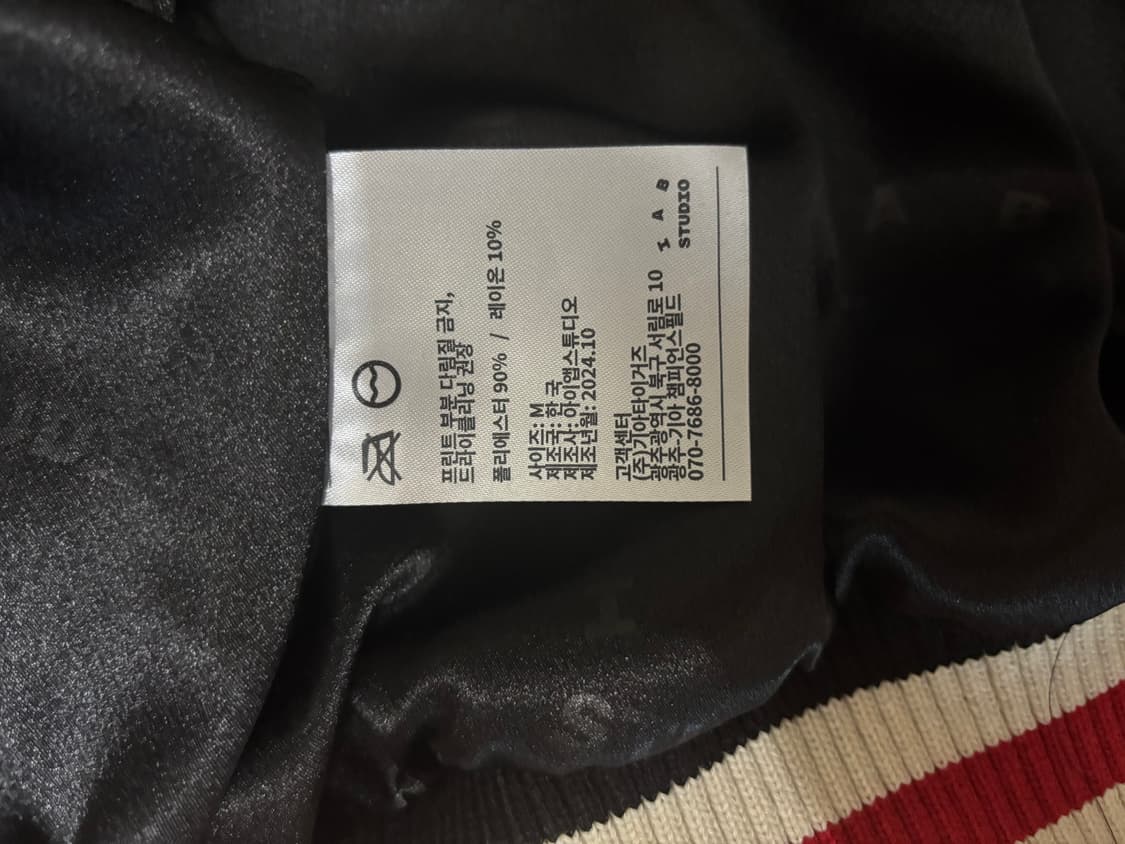 프린트 부분 다림질 금지,
드라이클리닝 권장
폴리에스터 90% / 레이온 10%
사이즈: M
제조국: 한국
제조사: 아이앱스튜디오
제조년월: 2024.10
고객센터
(주)기아타이거즈
광주광역시 북구 서림로 10
광주-기아 챔피언스필드
070-7686-8000
I A B
STUDIO